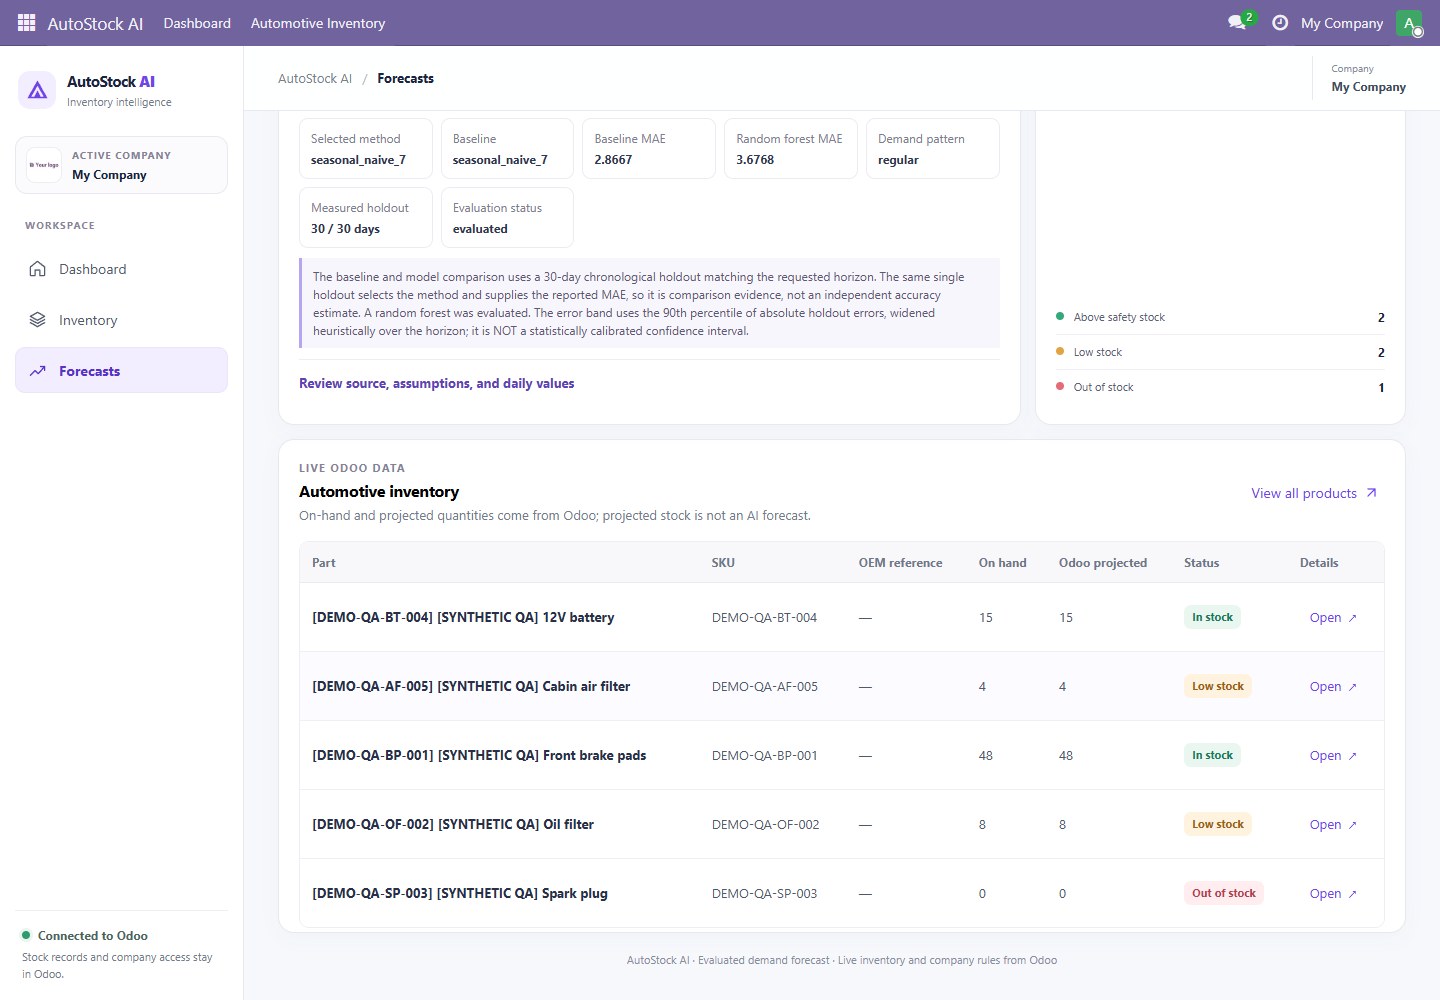 AutoStock AI
Dashboard
Automotive Inventory
2
My Company
A
AutoStock AI
Inventory intelligence
ACTIVE COMPANY
My Company
Your logo
WORKSPACE
Dashboard
Inventory
Forecasts
Connected to Odoo
Stock records and company access stay
in Odoo.
AutoStock AI / Forecasts
Company
My Company
Selected method
seasonal_naive_7
Baseline
seasonal_naive_7
Baseline MAE
2.8667
Random forest MAE
3.6768
Demand pattern
regular
Measured holdout
30 / 30 days
Evaluation status
evaluated
The baseline and model comparison uses a 30-day chronological holdout matching the requested horizon. The same single
holdout selects the method and supplies the reported MAE, so it is comparison evidence, not an independent accuracy
estimate. A random forest was evaluated. The error band uses the 90th percentile of absolute holdout errors, widened
heuristically over the horizon; it is NOT a statistically calibrated confidence interval.
Review source, assumptions, and daily values
Above safety stock 2
Low stock 2
Out of stock 1
LIVE ODOO DATA
Automotive inventory
On-hand and projected quantities come from Odoo; projected stock is not an AI forecast.
View all products ↗
Part SKU OEM reference On hand Odoo projected Status Details
[DEMO-QA-BT-004] [SYNTHETIC QA] 12V battery DEMO-QA-BT-004 — 15 15 In stock Open ↗
[DEMO-QA-AF-005] [SYNTHETIC QA] Cabin air filter DEMO-QA-AF-005 — 4 4 Low stock Open ↗
[DEMO-QA-BP-001] [SYNTHETIC QA] Front brake pads DEMO-QA-BP-001 — 48 48 In stock Open ↗
[DEMO-QA-OF-002] [SYNTHETIC QA] Oil filter DEMO-QA-OF-002 — 8 8 Low stock Open ↗
[DEMO-QA-SP-003] [SYNTHETIC QA] Spark plug DEMO-QA-SP-003 — 0 0 Out of stock Open ↗
AutoStock AI · Evaluated demand forecast · Live inventory and company rules from Odoo